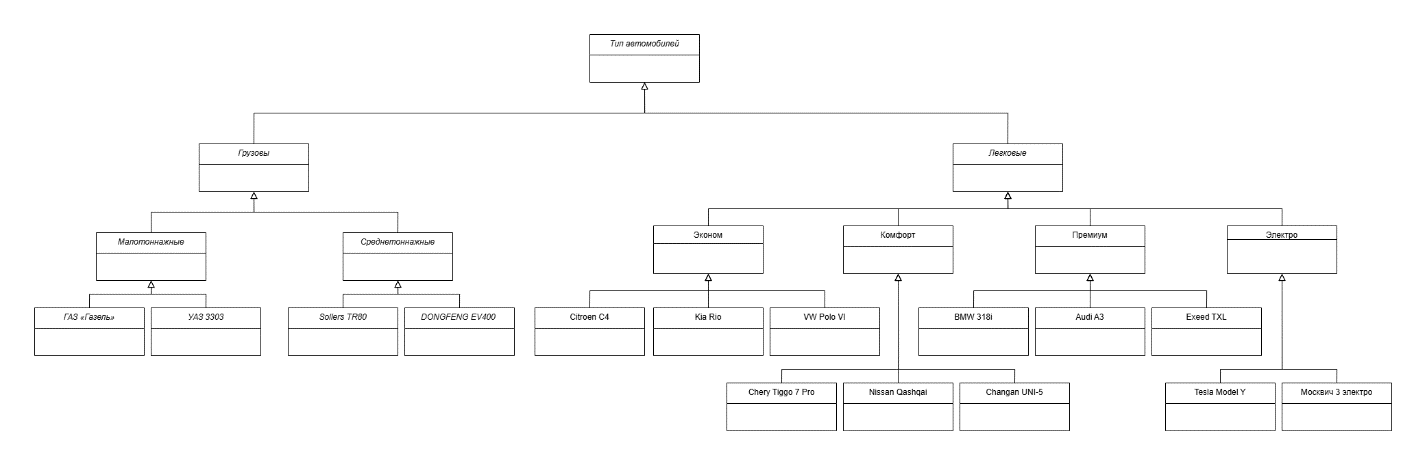 Тип автомобилей
Грузовы
Легковые
Малотоннажные
Среднетоннажные
Эконом
Комфорт
Премиум
Электро
ГАЗ «Газель»
УАЗ 3303
Sollers TR80
DONGFENG EV400
Citroen C4
Kia Rio
VW Polo VI
BMW 318i
Audi A3
Exeed TXL
Chery Tiggo 7 Pro
Nissan Qashqai
Changan UNI-5
Tesla Model Y
Москвич 3 электро